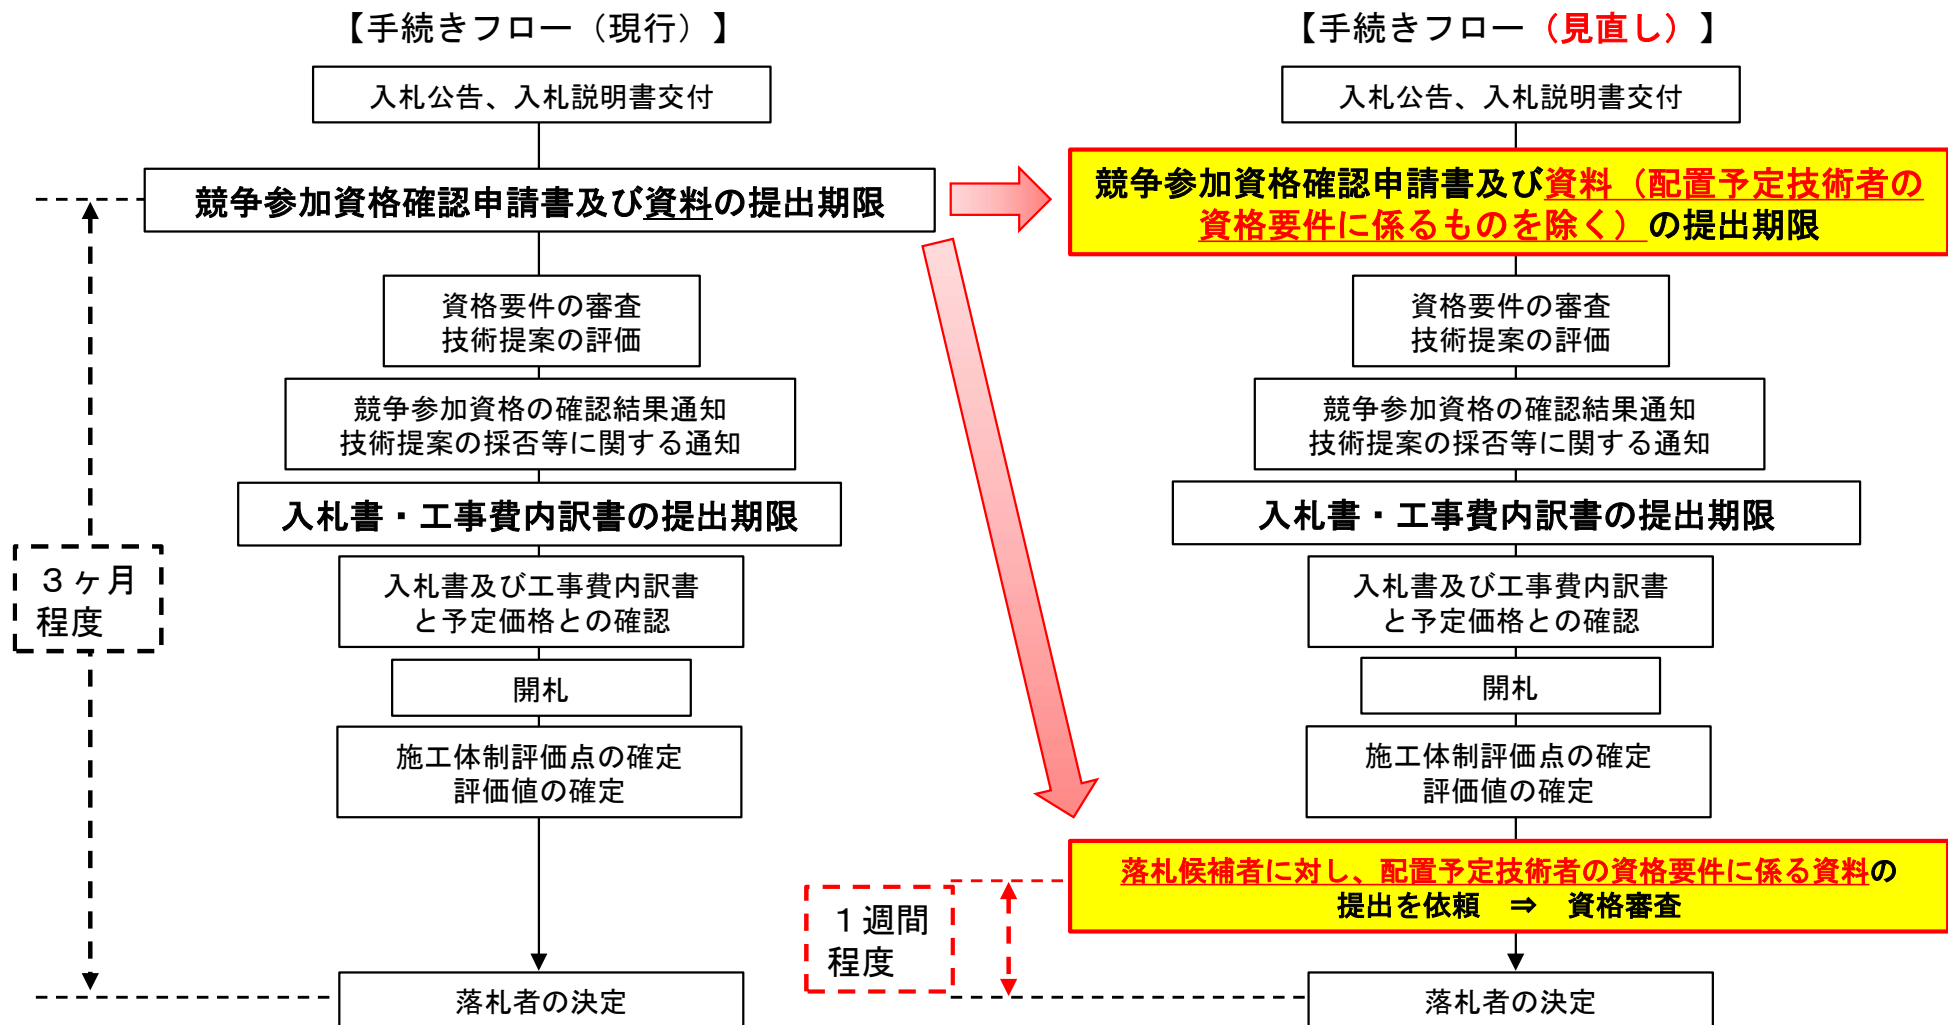 【手続きフロー（現行）】
入札公告、入札説明書交付
競争参加資格確認申請書及び資料の提出期限
資格要件の審査
技術提案の評価
競争参加資格の確認結果通知
技術提案の採否等に関する通知
入札書・工事費内訳書の提出期限
入札書及び工事費内訳書
と予定価格との確認
開札
施工体制評価点の確定
評価値の確定
落札者の決定
３ヶ月
程度
【手続きフロー（見直し）】
入札公告、入札説明書交付
競争参加資格確認申請書及び資料（配置予定技術者の
資格要件に係るものを除く）の提出期限
資格要件の審査
技術提案の評価
競争参加資格の確認結果通知
技術提案の採否等に関する通知
入札書・工事費内訳書の提出期限
入札書及び工事費内訳書
と予定価格との確認
開札
施工体制評価点の確定
評価値の確定
落札候補者に対し、配置予定技術者の資格要件に係る資料の
提出を依頼　⇒　資格審査
１週間
程度
落札者の決定